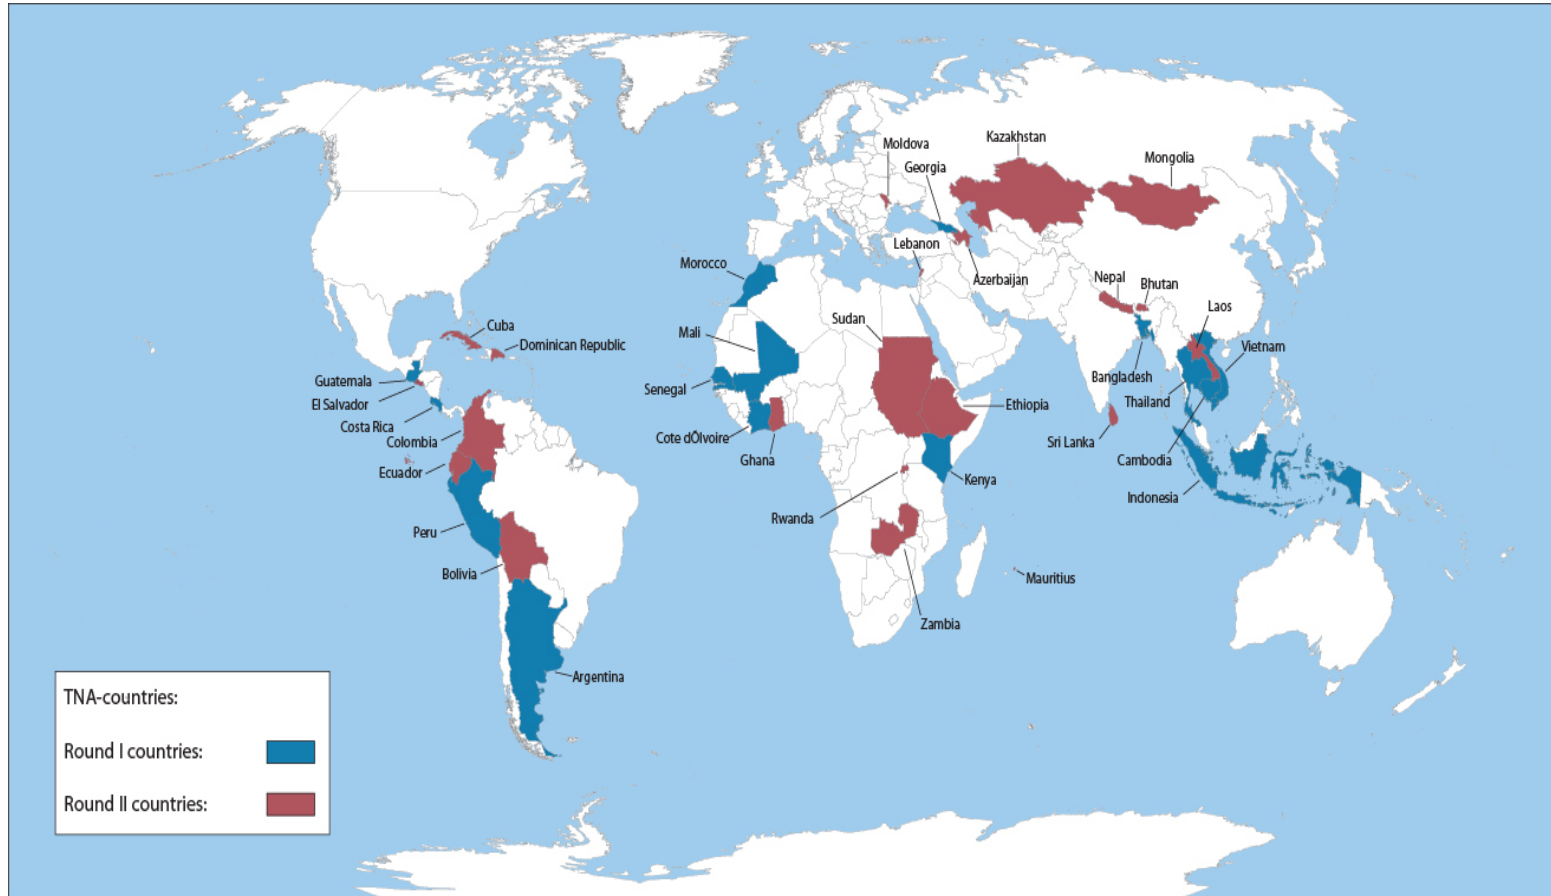 Kazakhstan
Moldova
Mongolia
Georgia
Lebanon
Morocco
Azerbaijan
Nepal
Bhutan
Laos
Sudan
Cuba
Mali
Dominican Republic
Vietnam
Bangladesh
Guatemala
Senegal
El Salvador
Thailand
Ethiopia
Costa Rica
Cote dÕIvoire
Colombia
Sri Lanka
Ghana
Cambodia
Ecuador
Kenya
Indonesia
Rwanda
Peru
Bolivia
Mauritius
Zambia
Argentina
TNA-countries:
Round I countries:
Round II countries: